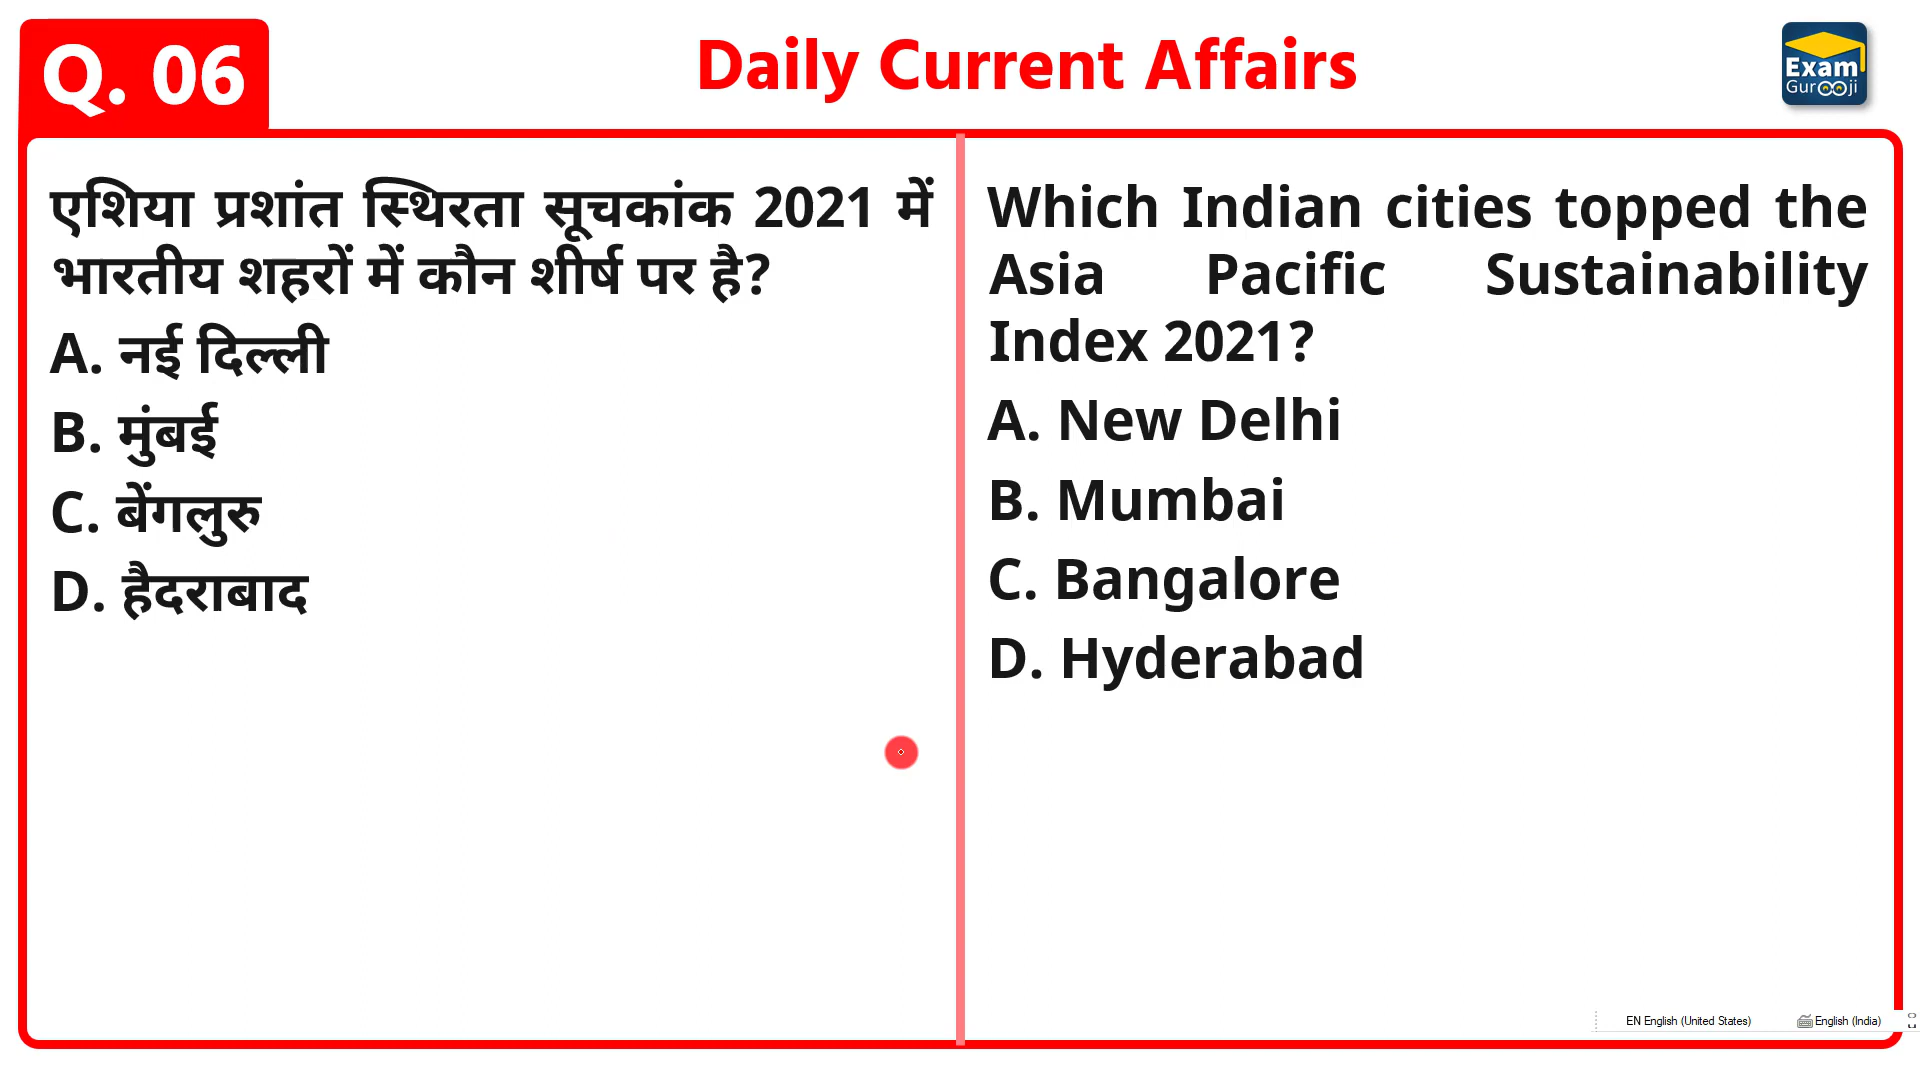 Q. 06
Daily Current Affairs
Exam
Gurooji
एशिया प्रशांत स्थिरता सूचकांक 2021 में
भारतीय शहरों में कौन शीर्ष पर है?
A. नई दिल्ली
B. मुंबई
C. बेंगलुरु
D. हैदराबाद
Which Indian cities topped the
Asia Pacific Sustainability
Index 2021?
A. New Delhi
B. Mumbai
C. Bangalore
D. Hyderabad
EN English (United States) English (India)